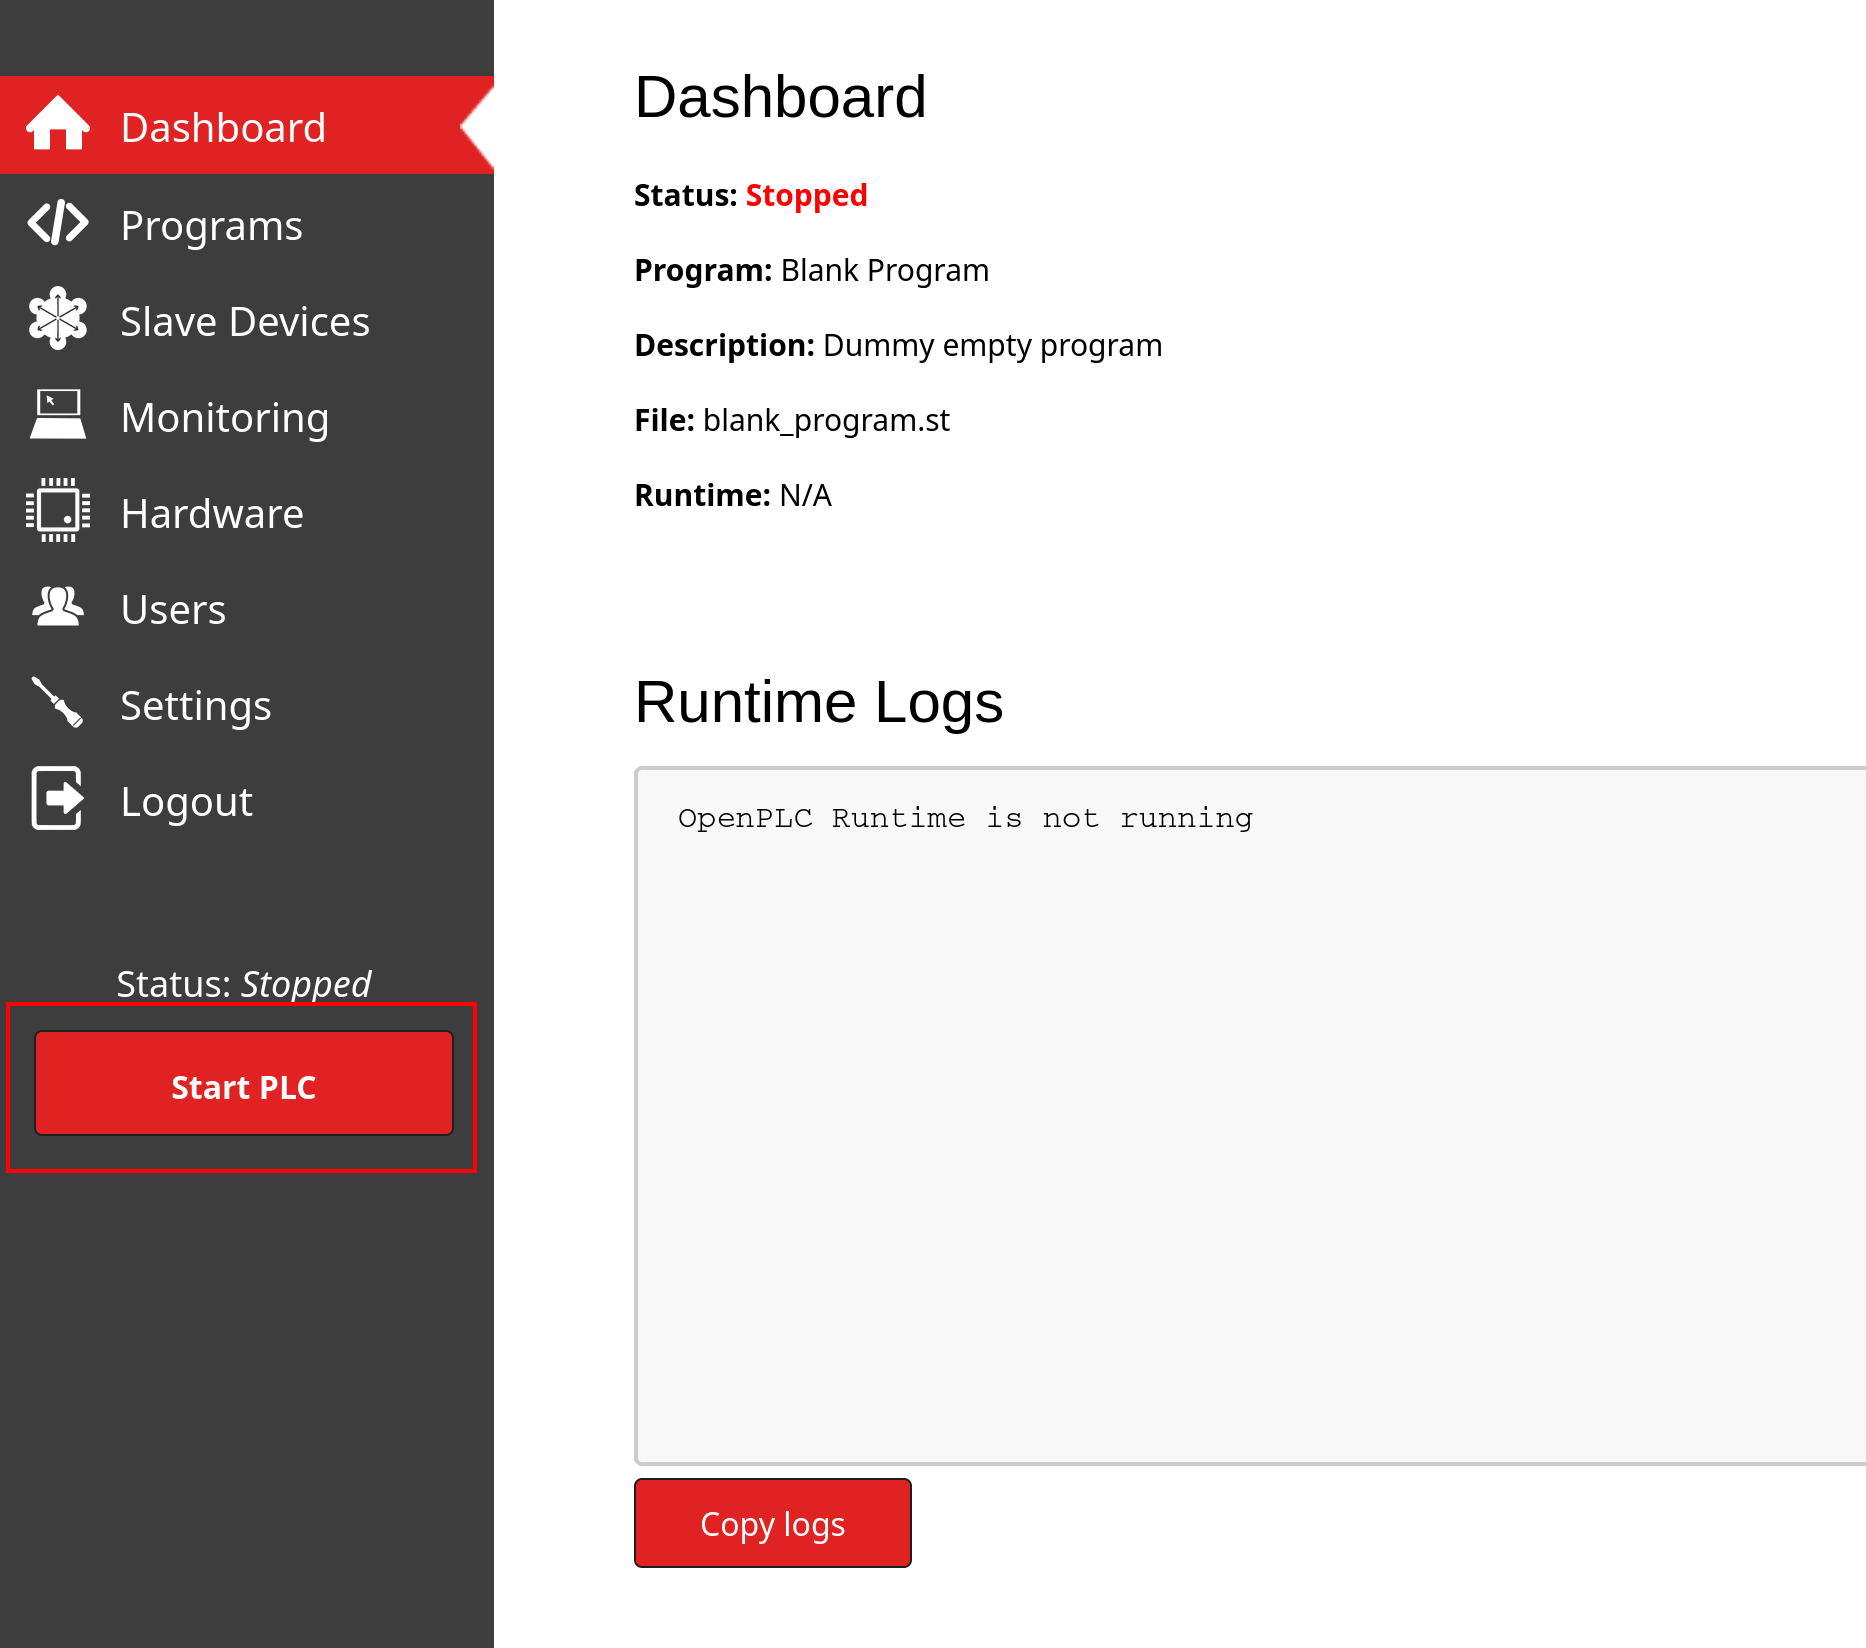 Dashboard
Programs
Slave Devices
Monitoring
Hardware
Users
Settings
Logout
Status: Stopped
Start PLC
Dashboard
Status: Stopped
Program: Blank Program
Description: Dummy empty program
File: blank_program.st
Runtime: N/A
Runtime Logs
OpenPLC Runtime is not running
Copy logs